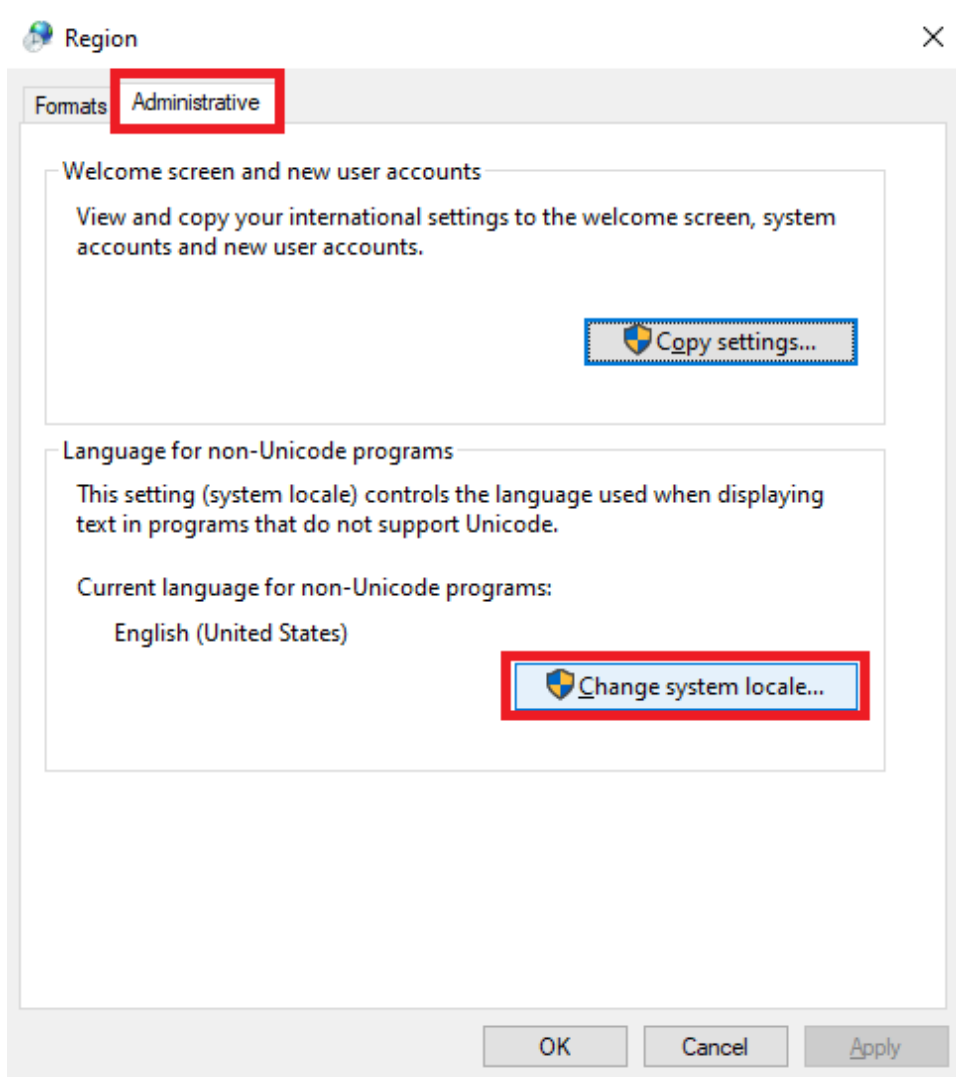 Region
Formats
Administrative
Welcome screen and new user accounts
View and copy your international settings to the welcome screen, system
accounts and new user accounts.
Copy settings...
Language for non-Unicode programs
This setting (system locale) controls the language used when displaying
text in programs that do not support Unicode.
Current language for non-Unicode programs:
English (United States)
Change system locale...
OK
Cancel
Apply